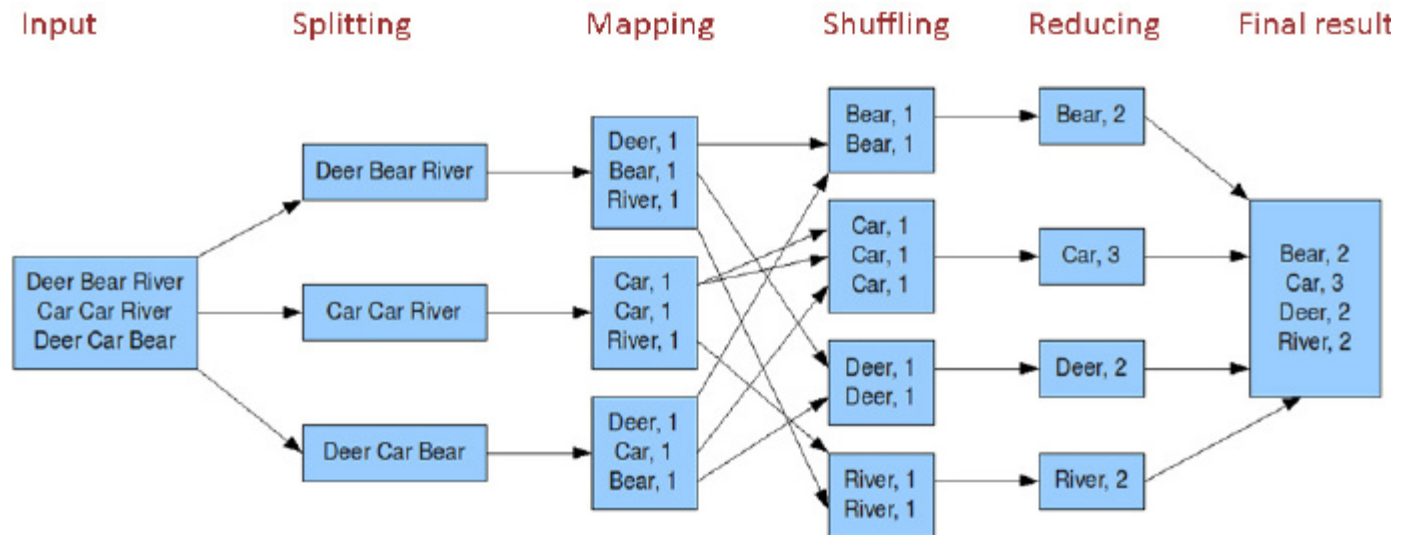 Input
Splitting
Mapping
Shuffling
Reducing
Final result
Deer Bear River
Car Car River
Deer Car Bear
Deer Bear River
Car Car River
Deer Car Bear
Deer, 1
Bear, 1
River, 1
Car, 1
Car, 1
River, 1
Deer, 1
Car, 1
Bear, 1
Bear, 1
Bear, 1
Car, 1
Car, 1
Car, 1
Deer, 1
Deer, 1
River, 1
River, 1
Bear, 2
Car, 3
Deer, 2
River, 2
Bear, 2
Car, 3
Deer, 2
River, 2